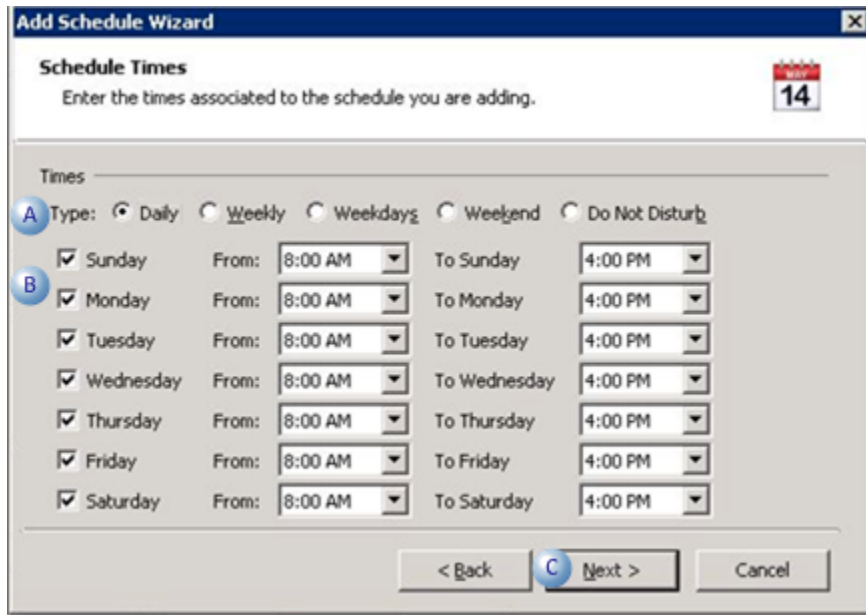 Add Schedule Wizard
Schedule Times
Enter the times associated to the schedule you are adding.
MAY
14
Times
A Type: Daily Weekly Weekdays Weekend Do Not Disturb
Sunday From: 8:00 AM To Sunday 4:00 PM
B
Monday From: 8:00 AM To Monday 4:00 PM
Tuesday From: 8:00 AM To Tuesday 4:00 PM
Wednesday From: 8:00 AM To Wednesday 4:00 PM
Thursday From: 8:00 AM To Thursday 4:00 PM
Friday From: 8:00 AM To Friday 4:00 PM
Saturday From: 8:00 AM To Saturday 4:00 PM
< Back C Next > Cancel